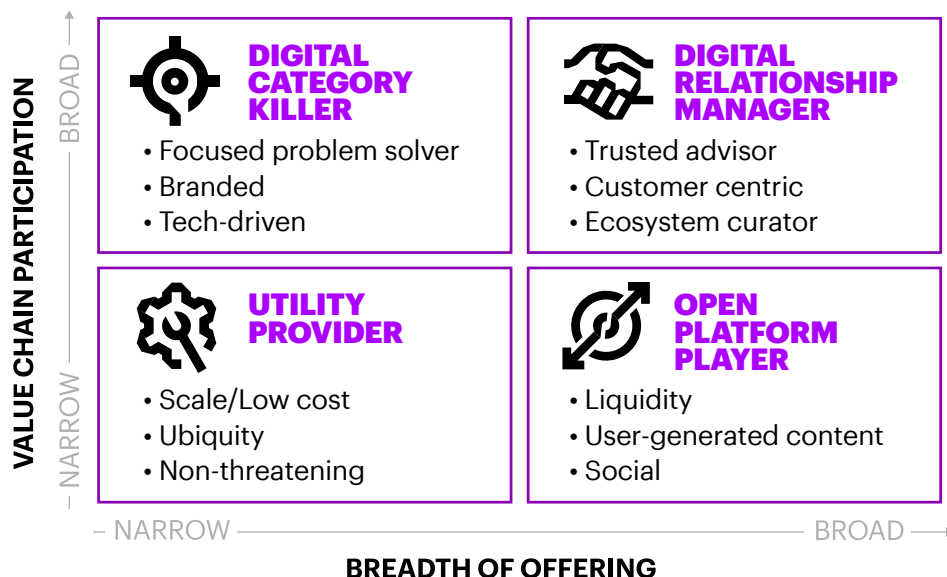 VALUE CHAIN PARTICIPATION
BROAD
NARROW
DIGITAL
CATEGORY
KILLER
• Focused problem solver
• Branded
• Tech-driven
DIGITAL
RELATIONSHIP
MANAGER
• Trusted advisor
• Customer centric
• Ecosystem curator
UTILITY
PROVIDER
• Scale/Low cost
• Ubiquity
• Non-threatening
OPEN
PLATFORM
PLAYER
• Liquidity
• User-generated content
• Social
NARROW
BROAD
BREADTH OF OFFERING